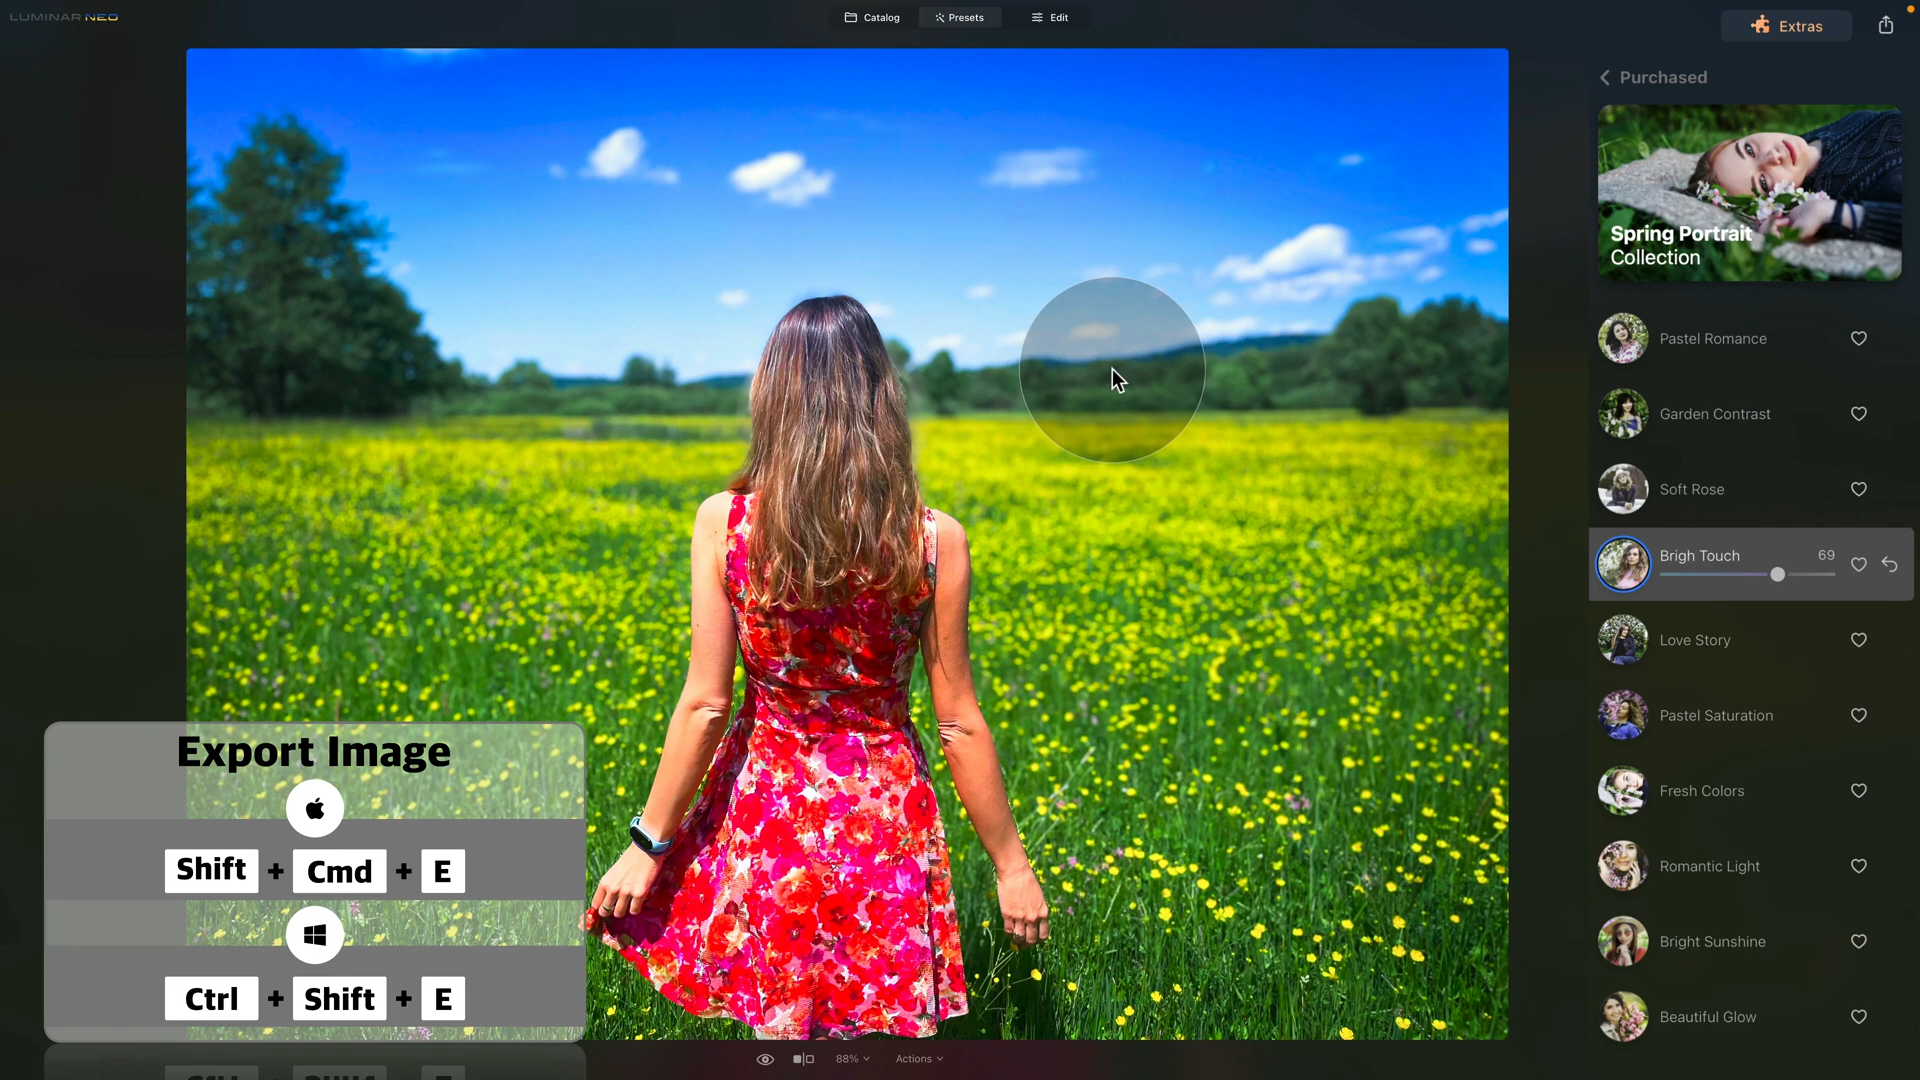 LUMINAR NEO
Catalog
Presets
Edit
Extras
Purchased
Spring Portrait
Collection
Pastel Romance
Garden Contrast
Soft Rose
Brigh Touch 69
Love Story
Pastel Saturation
Fresh Colors
Romantic Light
Bright Sunshine
Beautiful Glow
Export Image
Shift + Cmd + E
Ctrl + Shift + E
88%
Actions